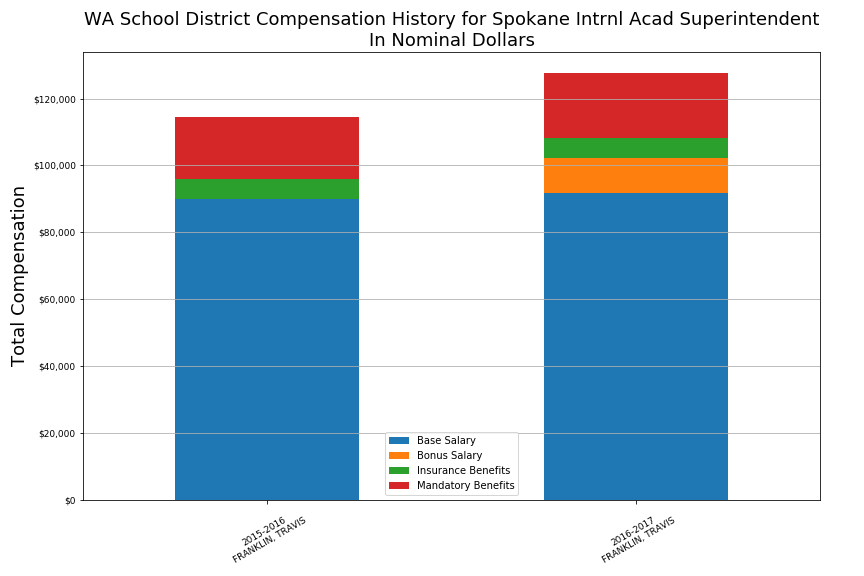 WA School District Compensation History for Spokane Intrnl Acad Superintendent
In Nominal Dollars
Total Compensation
$120,000
$100,000
$80,000
$60,000
$40,000
$20,000
$0
Base Salary
Bonus Salary
Insurance Benefits
Mandatory Benefits
2015-2016
FRANKLIN, TRAVIS
2016-2017
FRANKLIN, TRAVIS